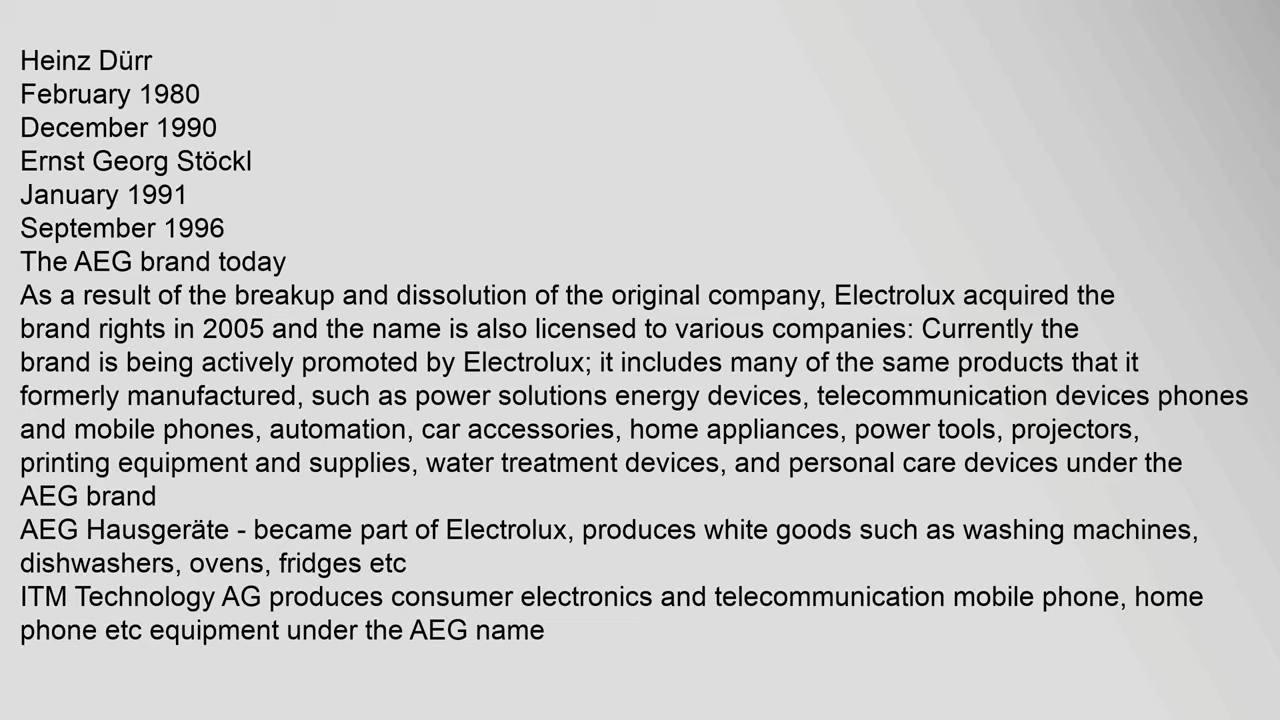 Heinz Dürr
February 1980
December 1990
Ernst Georg Stöckl
January 1991
September 1996
The AEG brand today
As a result of the breakup and dissolution of the original company, Electrolux acquired the
brand rights in 2005 and the name is also licensed to various companies: Currently the
brand is being actively promoted by Electrolux; it includes many of the same products that it
formerly manufactured, such as power solutions energy devices, telecommunication devices phones
and mobile phones, automation, car accessories, home appliances, power tools, projectors,
printing equipment and supplies, water treatment devices, and personal care devices under the
AEG brand
AEG Hausgeräte - became part of Electrolux, produces white goods such as washing machines,
dishwashers, ovens, fridges etc
ITM Technology AG produces consumer electronics and telecommunication mobile phone, home
phone etc equipment under the AEG name